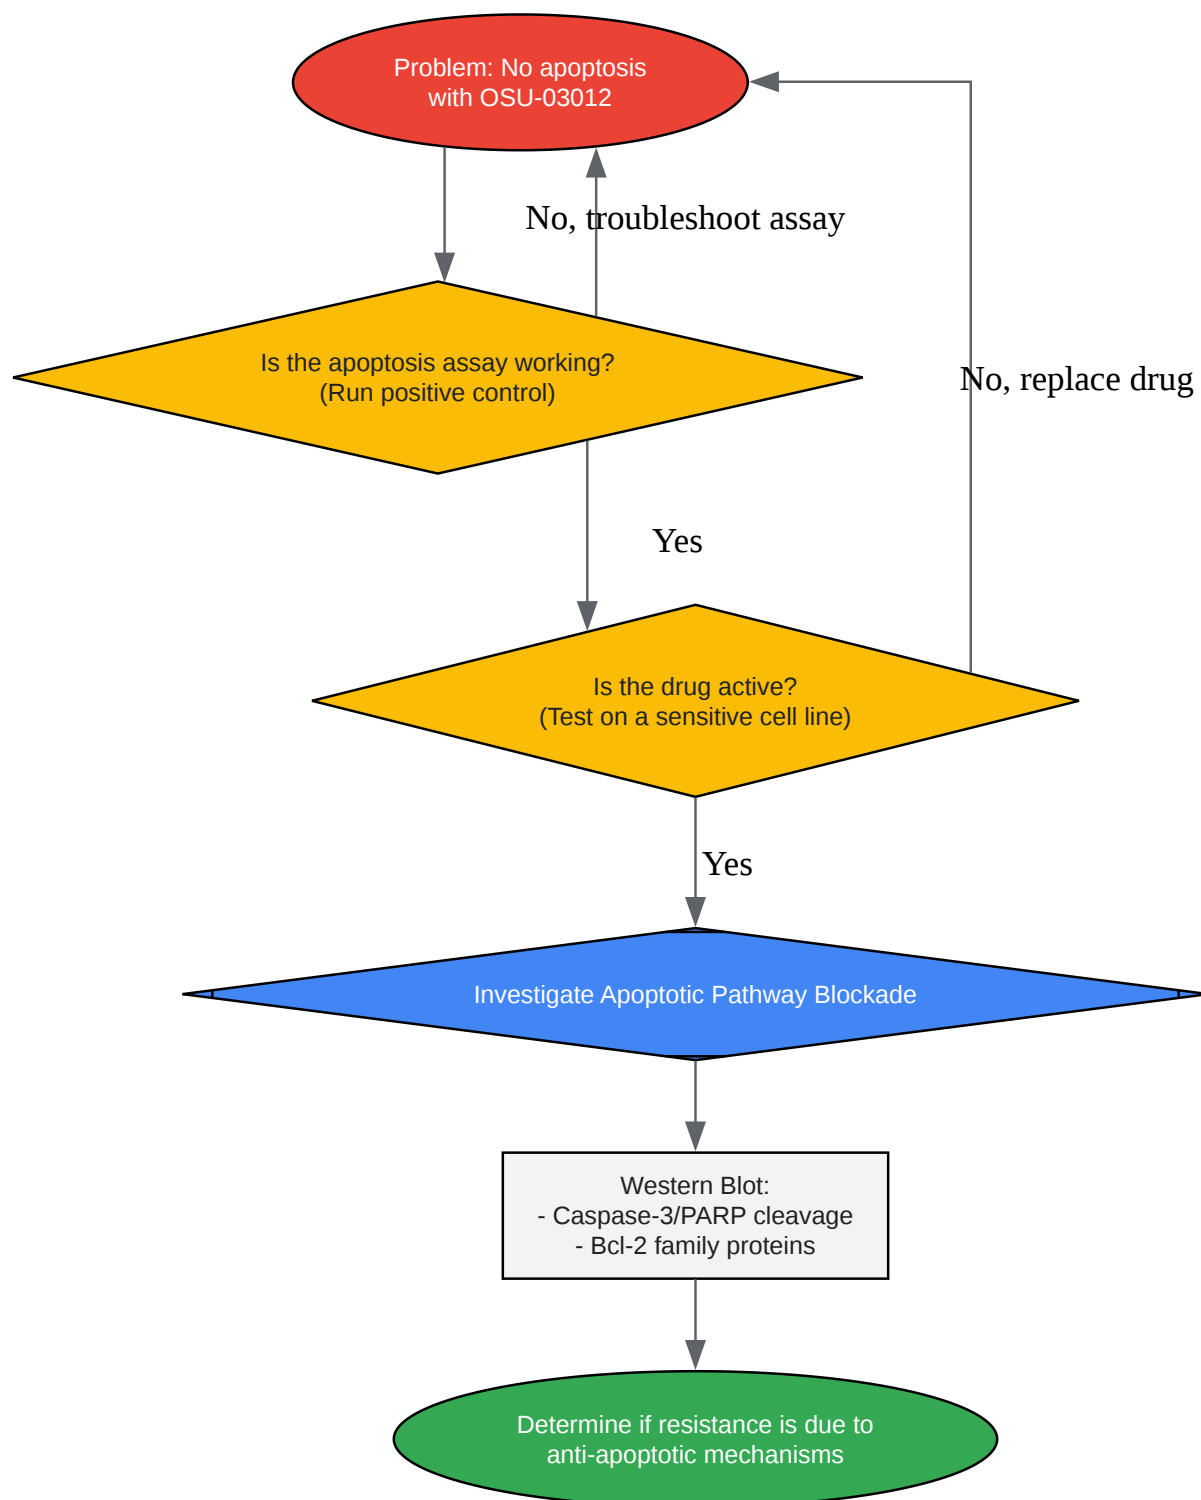 Problem: No apoptosis
with OSU-03012
No, troubleshoot assay
Is the apoptosis assay working?
(Run positive control)
No, replace drug
Yes
Is the drug active?
(Test on a sensitive cell line)
Yes
Investigate Apoptotic Pathway Blockade
Western Blot:
- Caspase-3/PARP cleavage
- Bcl-2 family proteins
Determine if resistance is due to
anti-apoptotic mechanisms